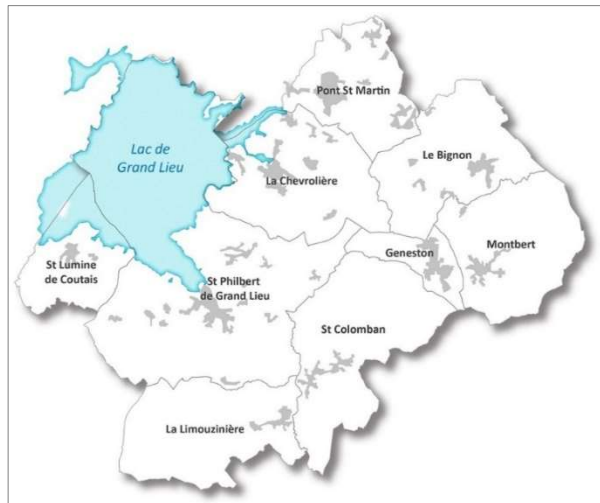 Pont St Martin
Lac de
Grand Lieu
Le Bignon
La Chevrolière
Geneston
Montbert
St Lumine
de Coutais
St Philbert
de Grand Lieu
St Colomban
La Limouzinière